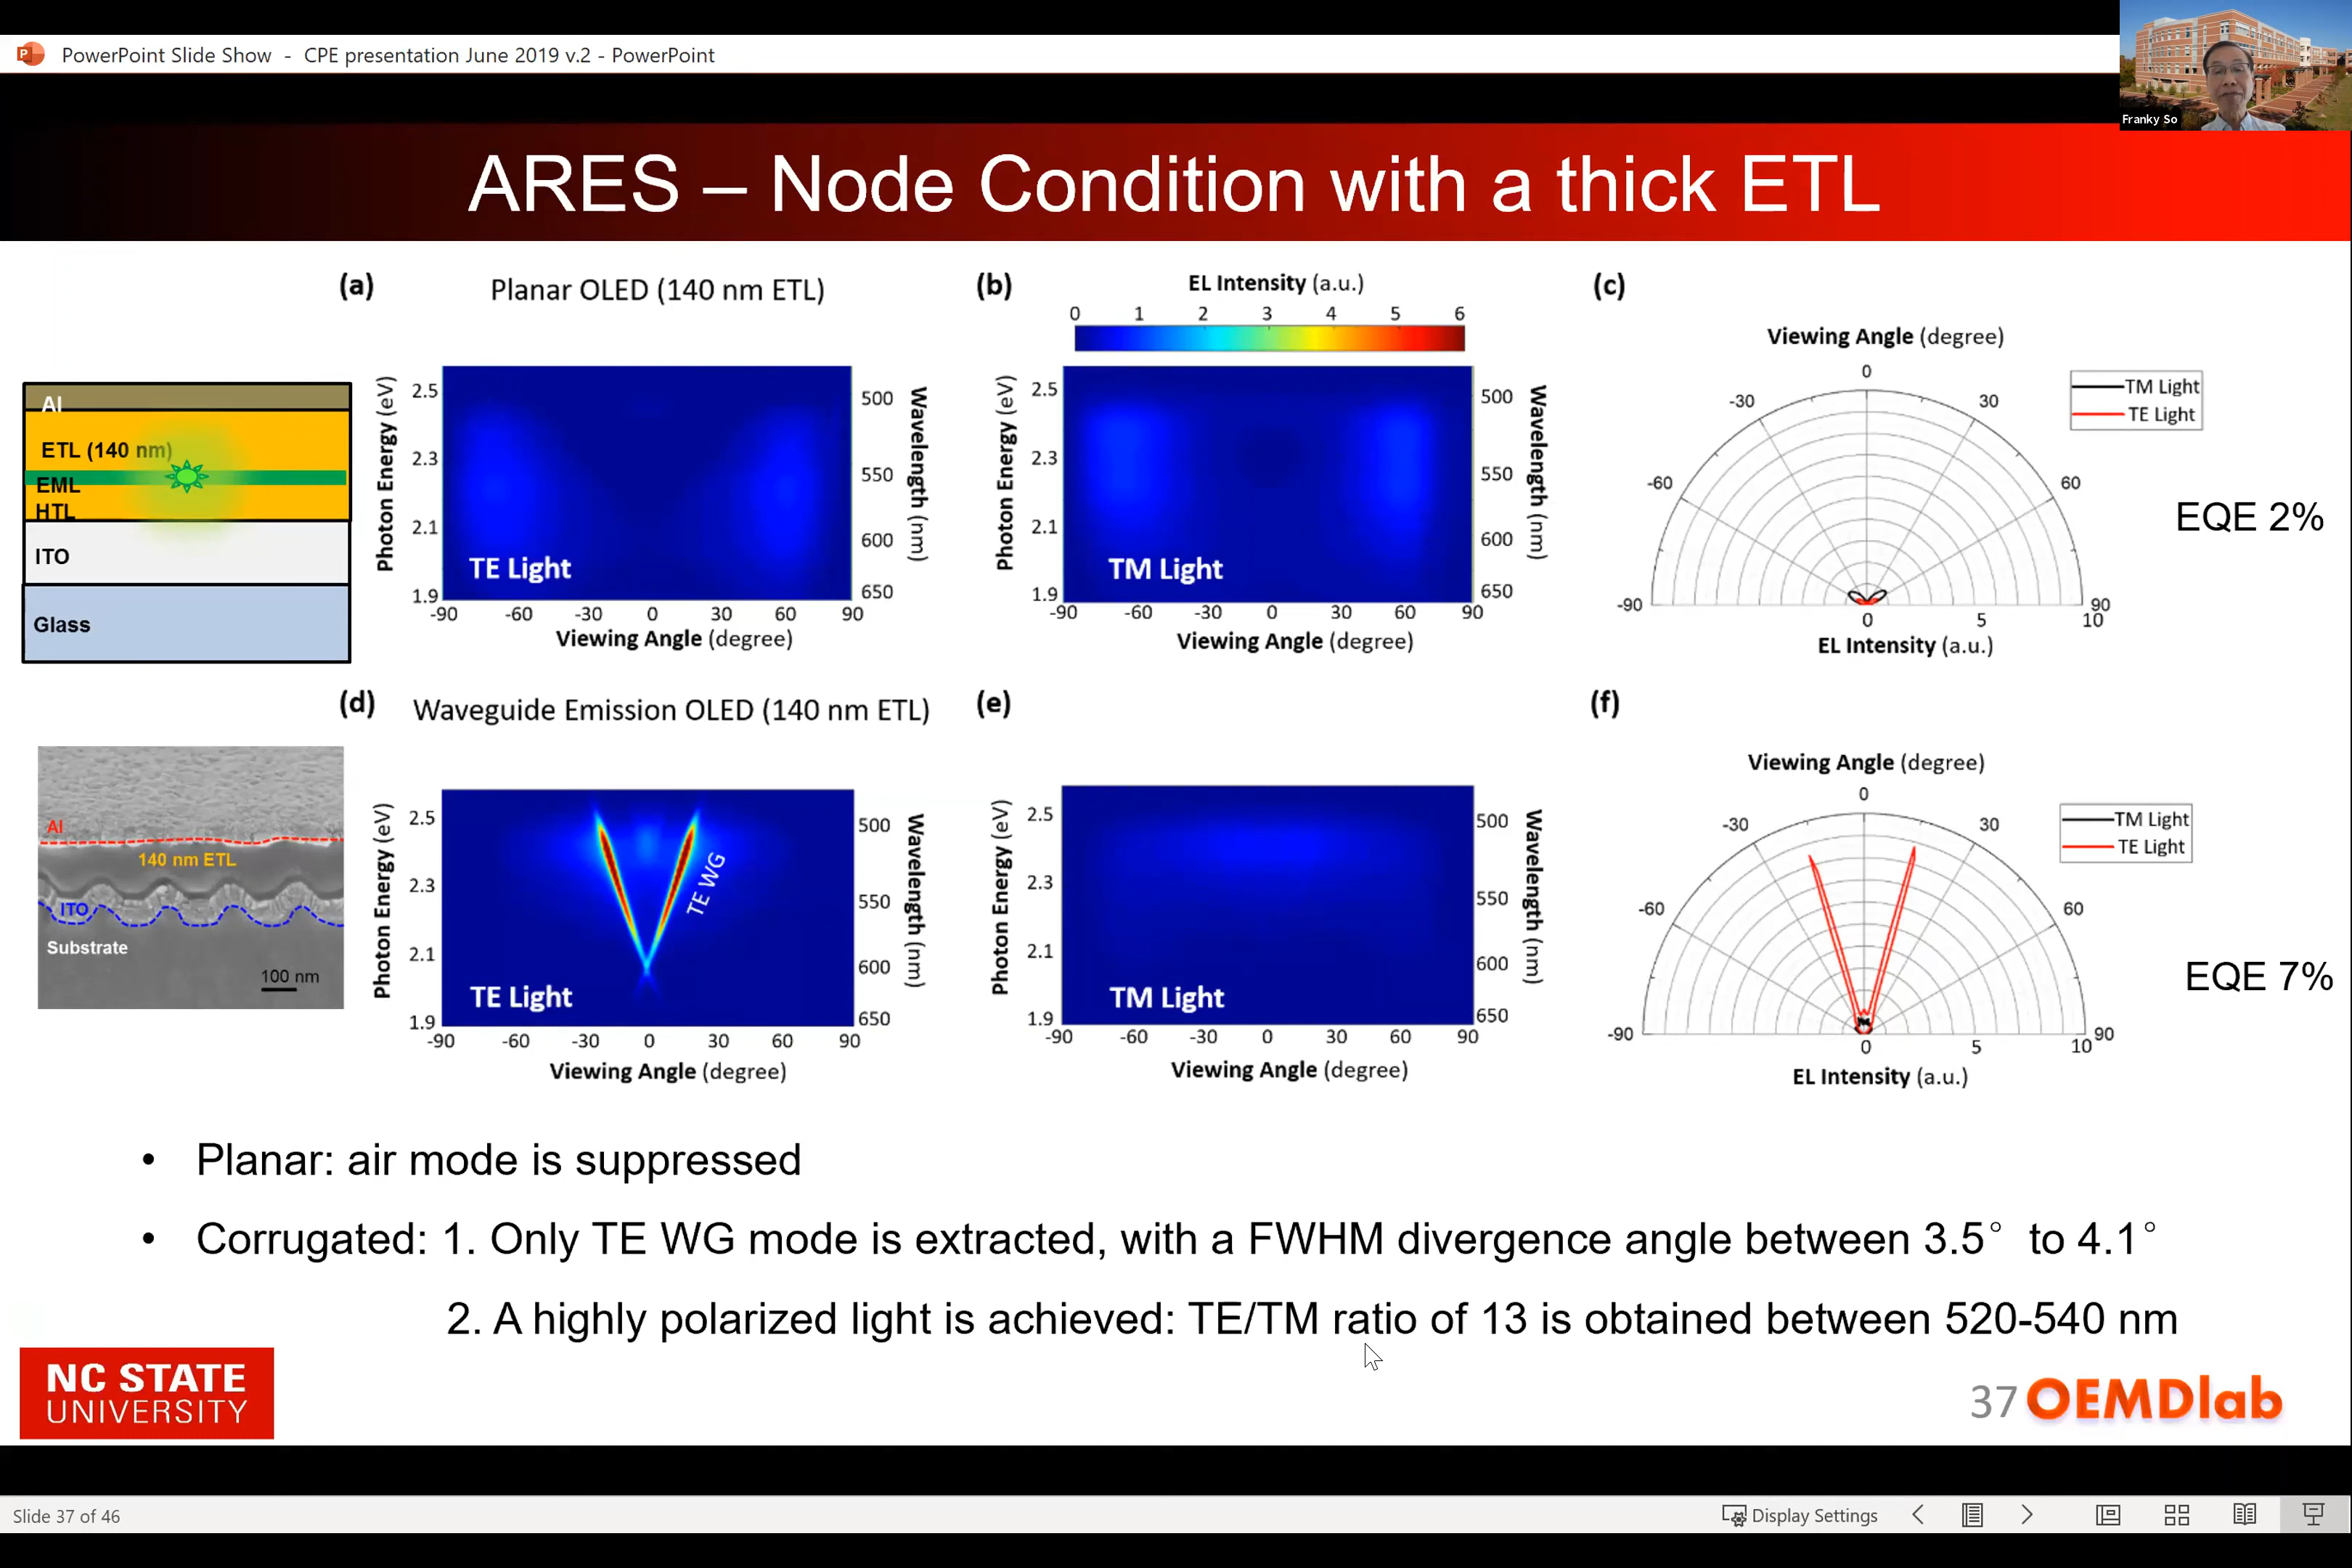 PowerPoint Slide Show - CPE presentation June 2019 v.2 - PowerPoint
Franky So
ARES – Node Condition with a thick ETL
Al
ETL (140 nm)
EML
HTL
ITO
Glass
(a)
Planar OLED (140 nm ETL)
Photon Energy (eV)
2.5
2.3
2.1
1.9
TE Light
-90 -60 -30 0 30 60 90
Viewing Angle (degree)
500
550
600
650
Wavelength (nm)
(b)
EL Intensity (a.u.)
0 1 2 3 4 5 6
Photon Energy (eV)
2.5
2.3
2.1
1.9
TM Light
-90 -60 -30 0 30 60 90
Viewing Angle (degree)
500
550
600
650
Wavelength (nm)
(c)
Viewing Angle (degree)
0
-30 30
-60 60
-90 90
0 5 10
EL Intensity (a.u.)
TM Light
TE Light
EQE 2%
Al
140 nm ETL
ITO
Substrate
100 nm
(d)
Waveguide Emission OLED (140 nm ETL)
Photon Energy (eV)
2.5
2.3
2.1
1.9
TE WG
TE Light
-90 -60 -30 0 30 60 90
Viewing Angle (degree)
500
550
600
650
Wavelength (nm)
(e)
Photon Energy (eV)
2.5
2.3
2.1
1.9
TM Light
-90 -60 -30 0 30 60 90
Viewing Angle (degree)
500
550
600
650
Wavelength (nm)
(f)
Viewing Angle (degree)
0
-30 30
-60 60
-90 90
0 5 10
EL Intensity (a.u.)
TM Light
TE Light
EQE 7%
• Planar: air mode is suppressed
• Corrugated: 1. Only TE WG mode is extracted, with a FWHM divergence angle between 3.5° to 4.1°
2. A highly polarized light is achieved: TE/TM ratio of 13 is obtained between 520-540 nm
NC STATE
UNIVERSITY
37 OEMDlab
Slide 37 of 46
Display Settings